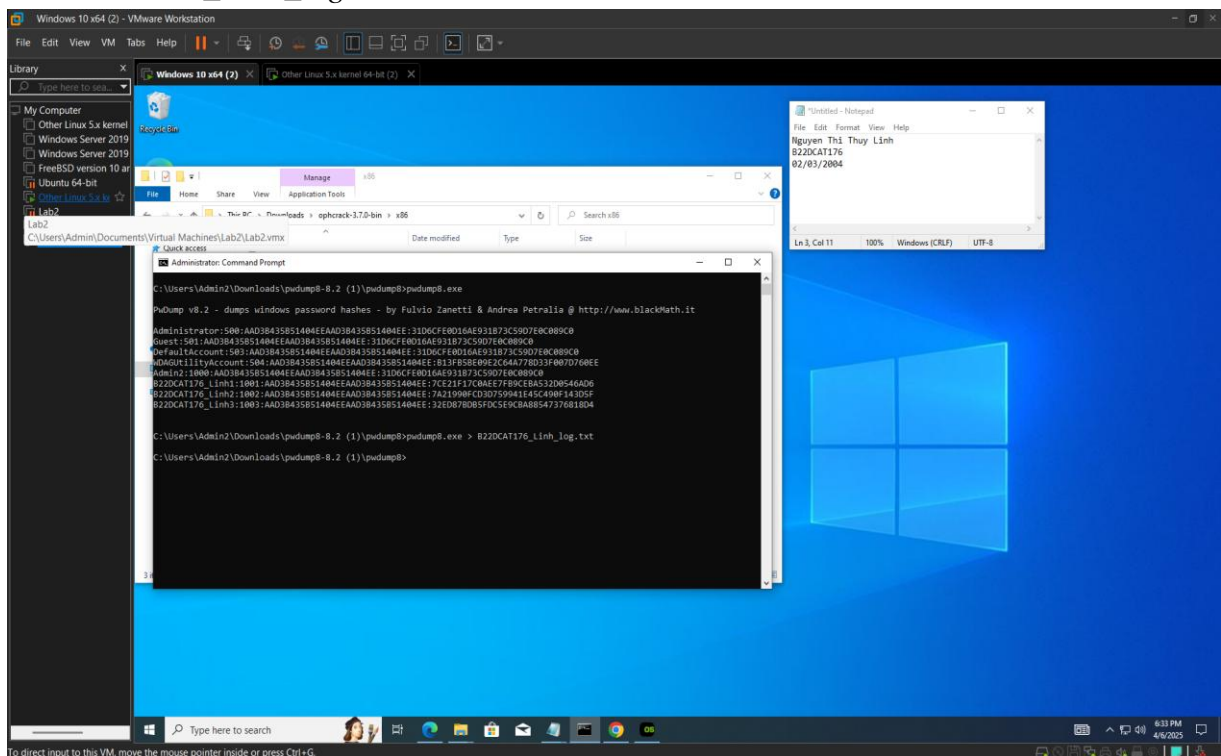 Windows 10 x64 (2) - VMware Workstation
File Edit View VM Tabs Help
Library
Type here to sea...
My Computer
Other Linux 5.x kernel
Windows Server 2019
Windows Server 2019
FreeBSD version 10 ar
Ubuntu 64-bit
Other Linux 5.x ke
Lab2
Lab2
C:\Users\Admin\Documents\Virtual Machines\Lab2\Lab2.vmx
Windows 10 x64 (2)
Other Linux 5.x kernel 64-bit (2)
Recycle Bin
Manage
x86
File Home Share View Application Tools
This PC > Downloads > ophcrack-3.7.0-bin > x86
Search x86
Date modified Type Size
Quick access
Administrator: Command Prompt
C:\Users\Admin2\Downloads\pwdump8-8.2 (1)\pwdump8>pwdump8.exe
PwDump v8.2 - dumps windows password hashes - by Fulvio Zanetti & Andrea Petralia @ http://www.blackMath.it
Administrator:500:AAD3B435B51404EEAAD3B435B51404EE:31D6CFE0D16AE931B73C59D7E0C089C0
Guest:501:AAD3B435B51404EEAAD3B435B51404EE:31D6CFE0D16AE931B73C59D7E0C089C0
DefaultAccount:503:AAD3B435B51404EEAAD3B435B51404EE:31D6CFE0D16AE931B73C59D7E0C089C0
WDAGUtilityAccount:504:AAD3B435B51404EEAAD3B435B51404EE:813FB5BE09E2C64A778D33F007D760EE
Admin2:1000:AAD3B435B51404EEAAD3B435B51404EE:31D6CFE0D16AE931B73C59D7E0C089C0
B22DCAT176_Linh1:1001:AAD3B435B51404EEAAD3B435B51404EE:7CE21F17C0AEE7FB9CEBA532D0546AD6
B22DCAT176_Linh2:1002:AAD3B435B51404EEAAD3B435B51404EE:7A21990FCD3D759941E45C490F143D5F
B22DCAT176_Linh3:1003:AAD3B435B51404EEAAD3B435B51404EE:32ED87BDB5FDC5E9CBA88547376818D4
C:\Users\Admin2\Downloads\pwdump8-8.2 (1)\pwdump8>pwdump8.exe > B22DCAT176_Linh_log.txt
C:\Users\Admin2\Downloads\pwdump8-8.2 (1)\pwdump8>
*Untitled - Notepad
File Edit Format View Help
Nguyen Thi Thuy Linh
B22DCAT176
02/03/2004
Ln 3, Col 11 100% Windows (CRLF) UTF-8
Type here to search
6:33 PM
4/6/2025
To direct input to this VM, move the mouse pointer inside or press Ctrl+G.